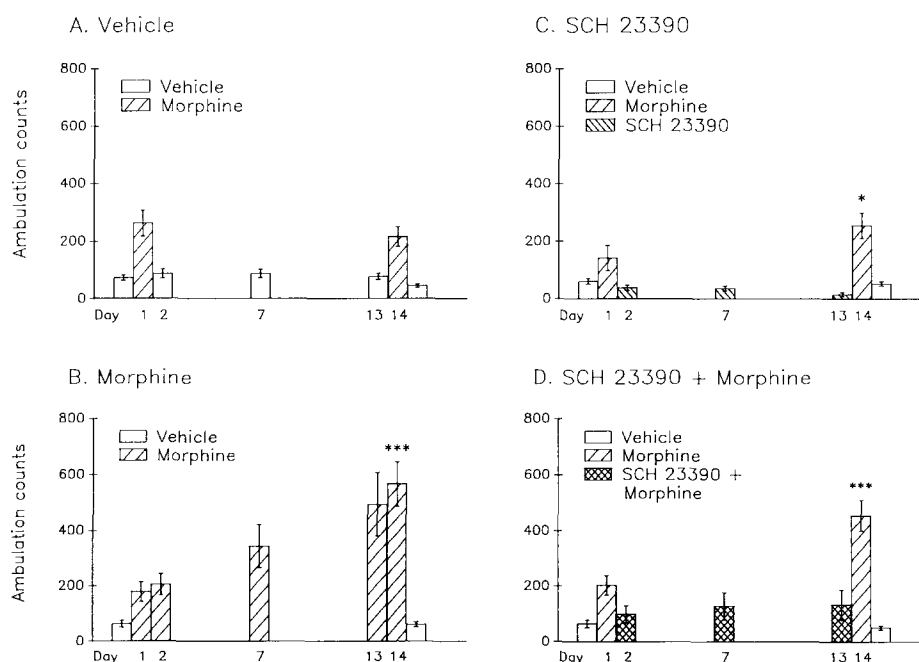 A. Vehicle
Ambulation counts
800
600
400
200
0
Vehicle
Morphine
Day 1 2 7 13 14
C. SCH 23390
800
600
400
200
0
Vehicle
Morphine
SCH 23390
*
Day 1 2 7 13 14
B. Morphine
Ambulation counts
800
600
400
200
0
Vehicle
Morphine
***
Day 1 2 7 13 14
D. SCH 23390 + Morphine
800
600
400
200
0
Vehicle
Morphine
SCH 23390 +
Morphine
***
Day 1 2 7 13 14